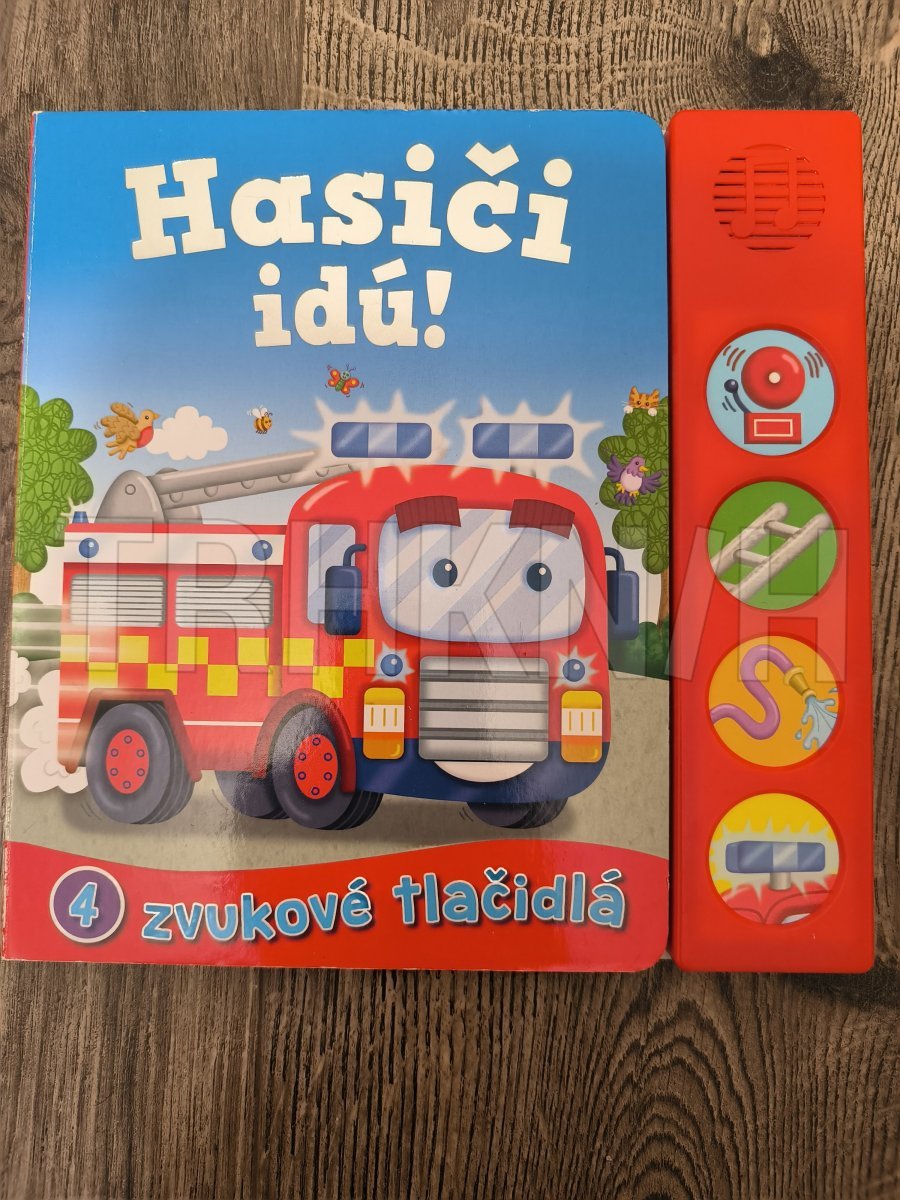 Hasiči
idú!
4 zvukové tlačidlá